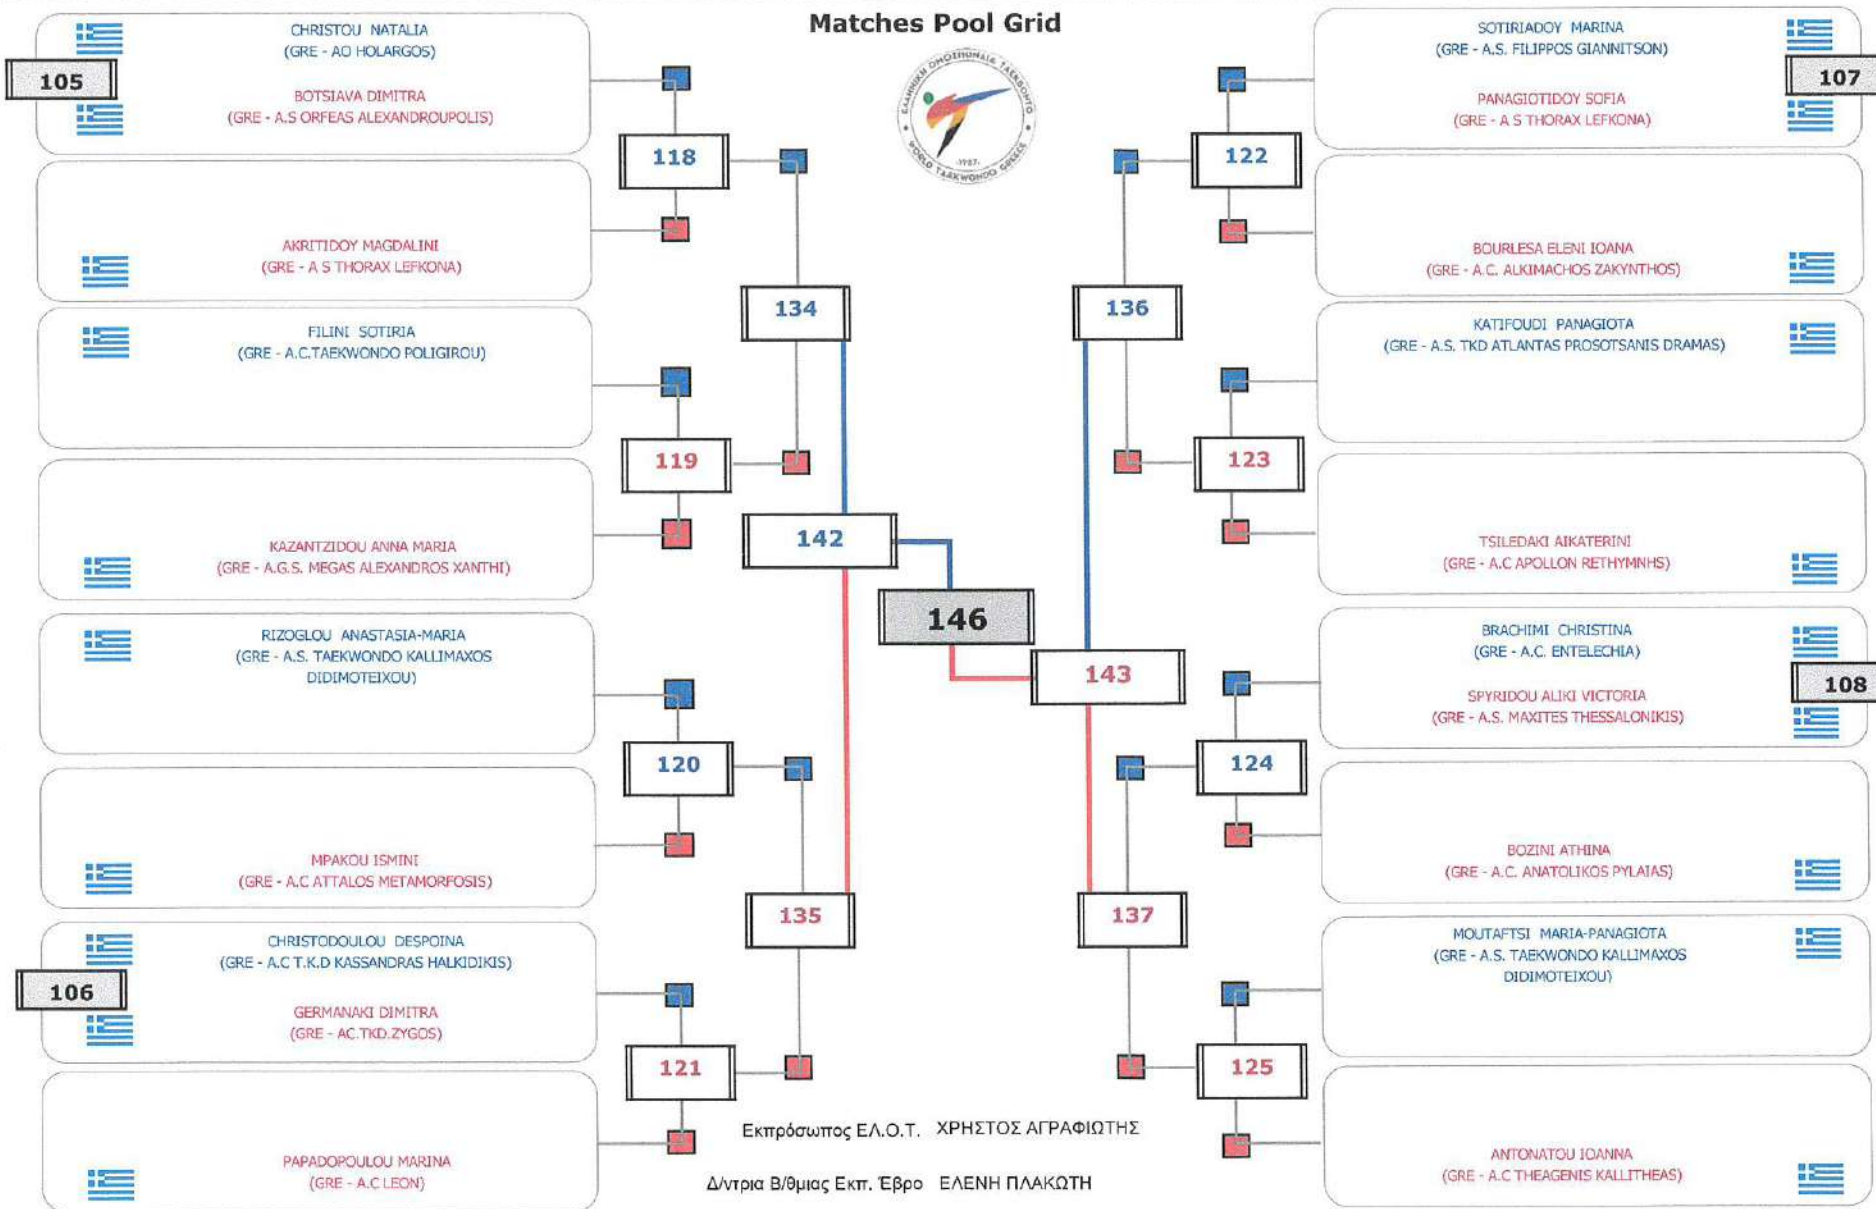 Matches Pool Grid
CHRISTOU NATALIA
(GRE - AO HOLARGOS)
105
BOTSIAVA DIMITRA
(GRE - A.S ORFEAS ALEXANDROUPOLIS)
118
AKRITIDOY MAGDALINI
(GRE - A S THORAX LEFKONA)
134
FILINI SOTIRIA
(GRE - A.C.TAEKWONDO POLIGIROU)
119
KAZANTZIDOU ANNA MARIA
(GRE - A.G.S. MEGAS ALEXANDROS XANTHI)
142
RIZOGLOU ANASTASIA-MARIA
(GRE - A.S. TAEKWONDO KALLIMAXOS
DIDIMOTEIXOU)
120
MPAKOU ISMINI
(GRE - A.C ATTALOS METAMORFOSIS)
135
CHRISTODOULOU DESPOINA
(GRE - A.C T.K.D KASSANDRAS HALKIDIKIS)
106
GERMANAKI DIMITRA
(GRE - AC.TKD.ZYGOS)
121
PAPADOPOULOU MARINA
(GRE - A.C LEON)
ΕΛΛΗΝΙΚΗ ΟΜΟΣΠΟΝΔΙΑ ΤΑΕΚΒΟΝΤΟ
-1987-
WORLD TAEKWONDO GREECE
146
SOTIRIADOY MARINA
(GRE - A.S. FILIPPOS GIANNITSON)
107
PANAGIOTIDOY SOFIA
(GRE - A S THORAX LEFKONA)
122
BOURLESA ELENI IOANA
(GRE - A.C. ALKIMACHOS ZAKYNTHOS)
136
KATIFOUDI PANAGIOTA
(GRE - A.S. TKD ATLANTAS PROSOTSANIS DRAMAS)
123
TSILEDAKI AIKATERINI
(GRE - A.C APOLLON RETHYMNHS)
143
BRACHIMI CHRISTINA
(GRE - A.C. ENTELECHIA)
108
SPYRIDOU ALIKI VICTORIA
(GRE - A.S. MAXITES THESSALONIKIS)
124
BOZINI ATHINA
(GRE - A.C. ANATOLIKOS PYLAIAS)
137
MOUTAFTSI MARIA-PANAGIOTA
(GRE - A.S. TAEKWONDO KALLIMAXOS
DIDIMOTEIXOU)
125
ANTONATOU IOANNA
(GRE - A.C THEAGENIS KALLITHEAS)
Εκπρόσωπος ΕΛ.Ο.Τ. ΧΡΗΣΤΟΣ ΑΓΡΑΦΙΩΤΗΣ
Δ/ντρια Β/θμιας Εκπ. Έβρο ΕΛΕΝΗ ΠΛΑΚΩΤΗ